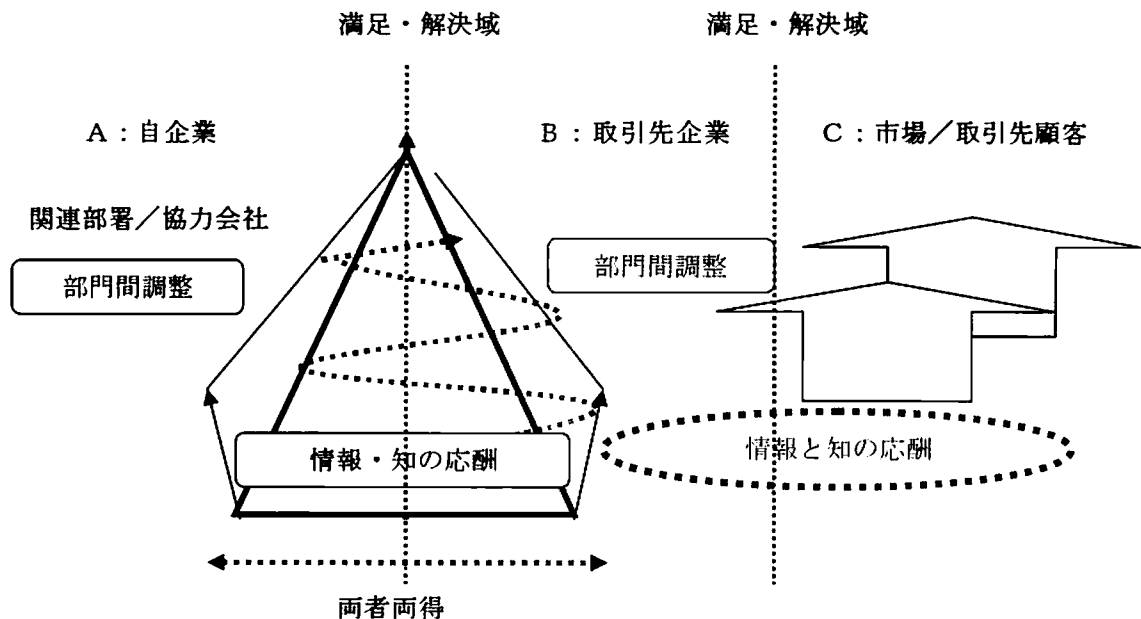 満足・解決域
満足・解決域
A：自企業
B：取引先企業
C：市場／取引先顧客
関連部署／協力会社
部門間調整
部門間調整
情報・知の応酬
情報と知の応酬
両者両得